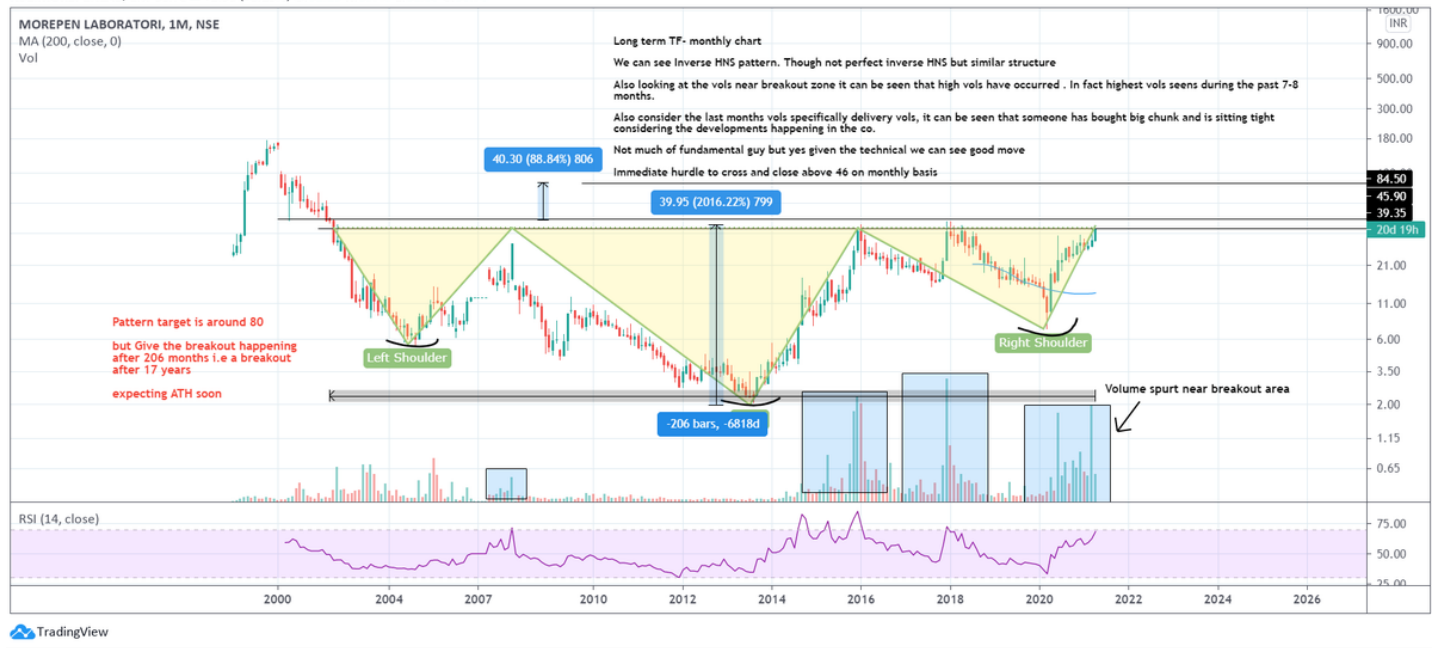 MOREPEN LABORATORI, 1M, NSE
MA (200, close, 0)
Vol
Long term TF- monthly chart
We can see Inverse HNS pattern. Though not perfect inverse HNS but similar structure
Also looking at the vols near breakout zone it can be seen that high vols have occurred . In fact highest vols seens during the past 7-8
months.
Also consider the last months vols specifically delivery vols, it can be seen that someone has bought big chunk and is sitting tight
considering the developments happening in the co.
Not much of fundamental guy but yes given the technical we can see good move
Immediate hurdle to cross and close above 46 on monthly basis
40.30 (88.84%) 806
39.95 (2016.22%) 799
Pattern target is around 80
but Give the breakout happening
after 206 months i.e a breakout
after 17 years
expecting ATH soon
Left Shoulder
Right Shoulder
-206 bars, -6818d
Volume spurt near breakout area
1600.00
INR
900.00
500.00
300.00
180.00
84.50
45.90
39.35
20d 19h
21.00
11.00
6.00
3.50
2.00
1.15
0.65
RSI (14, close)
75.00
50.00
25.00
2000
2004
2007
2010
2012
2014
2016
2018
2020
2022
2024
2026
TradingView